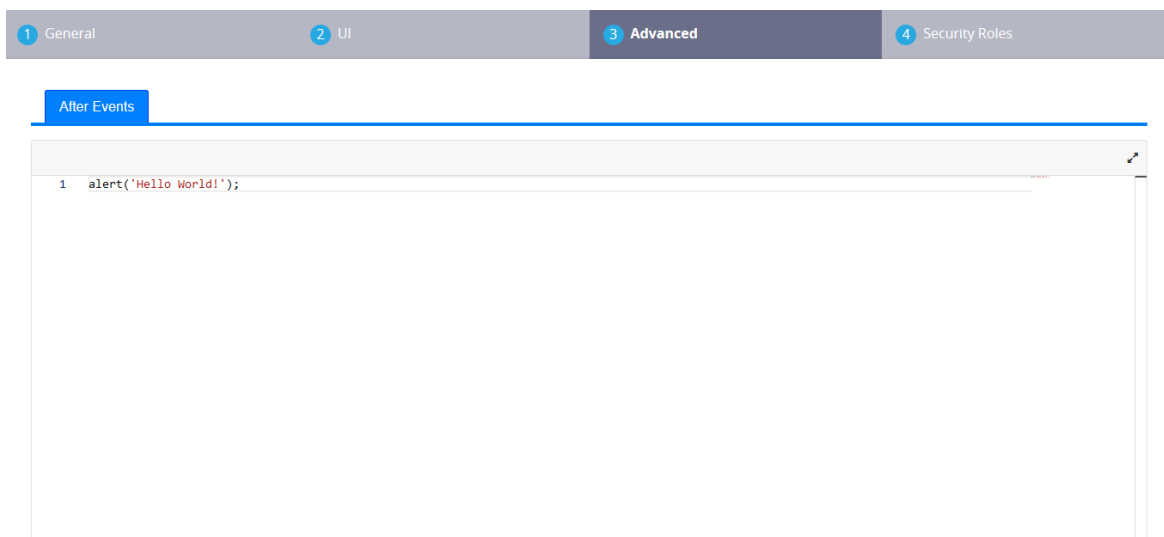 1 General 2 UI 3 Advanced 4 Security Roles
After Events
1 alert('Hello World!');